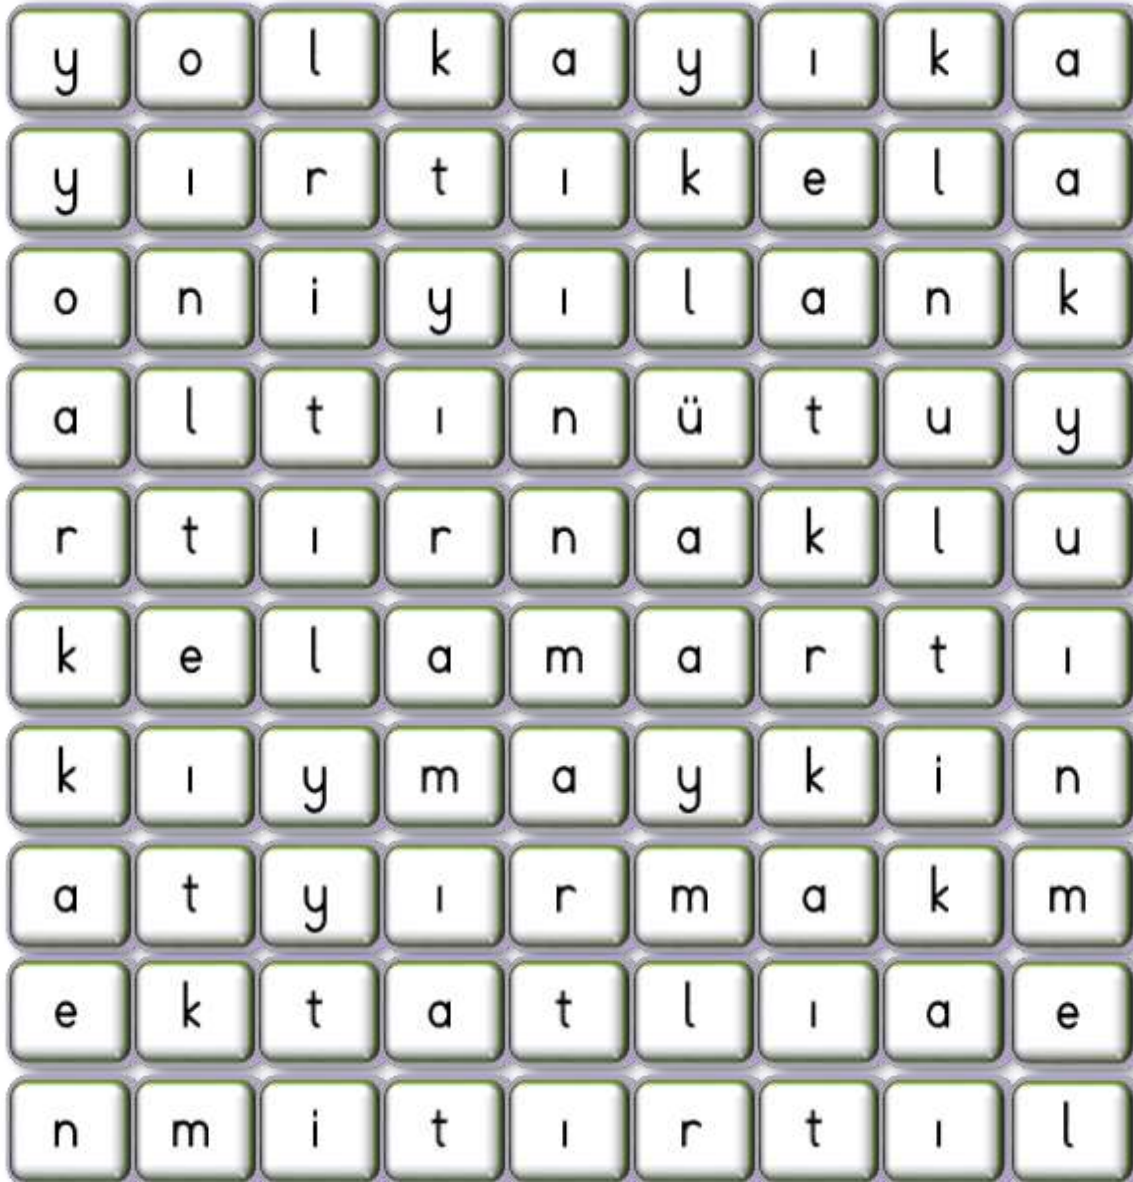 y o l k a y ı k a
y ı r t ı k e l a
o n i y ı l a n k
a l t ı n ü t u y
r t ı r n a k l u
k e l a m a r t ı
k ı y m a y k i n
a t y ı r m a k m
e k t a t l ı a e
n m i t ı r t ı l